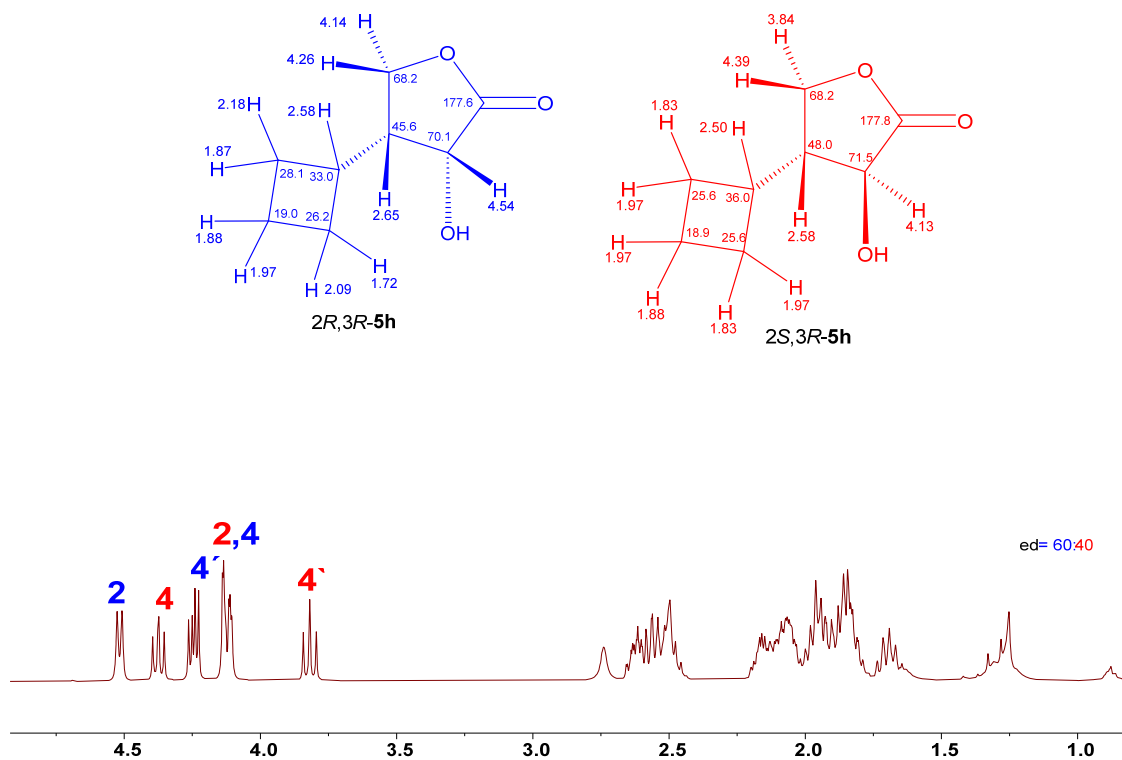 3.84
4.14 H
H
4.39
4.26 H
O
H
O
68.2
68.2
1.83
2.18 H
2.58 H
177.6
O
H
2.50 H
177.8
O
45.6
70.1
48.0
71.5
1.87
H
28.1
33.0
H
1.97
25.6
36.0
H
4.54
H
2.65
H
4.13
H
2.58
H
1.88
19.0
26.2
OH
H
1.97
18.9
25.6
OH
H
1.97
H
1.72
H
2.09
H
1.88
H
1.97
H
1.83
2R,3R-5h
2S,3R-5h
2
4
4´
2,4
4`
ed= 60:40
4.5
4.0
3.5
3.0
2.5
2.0
1.5
1.0